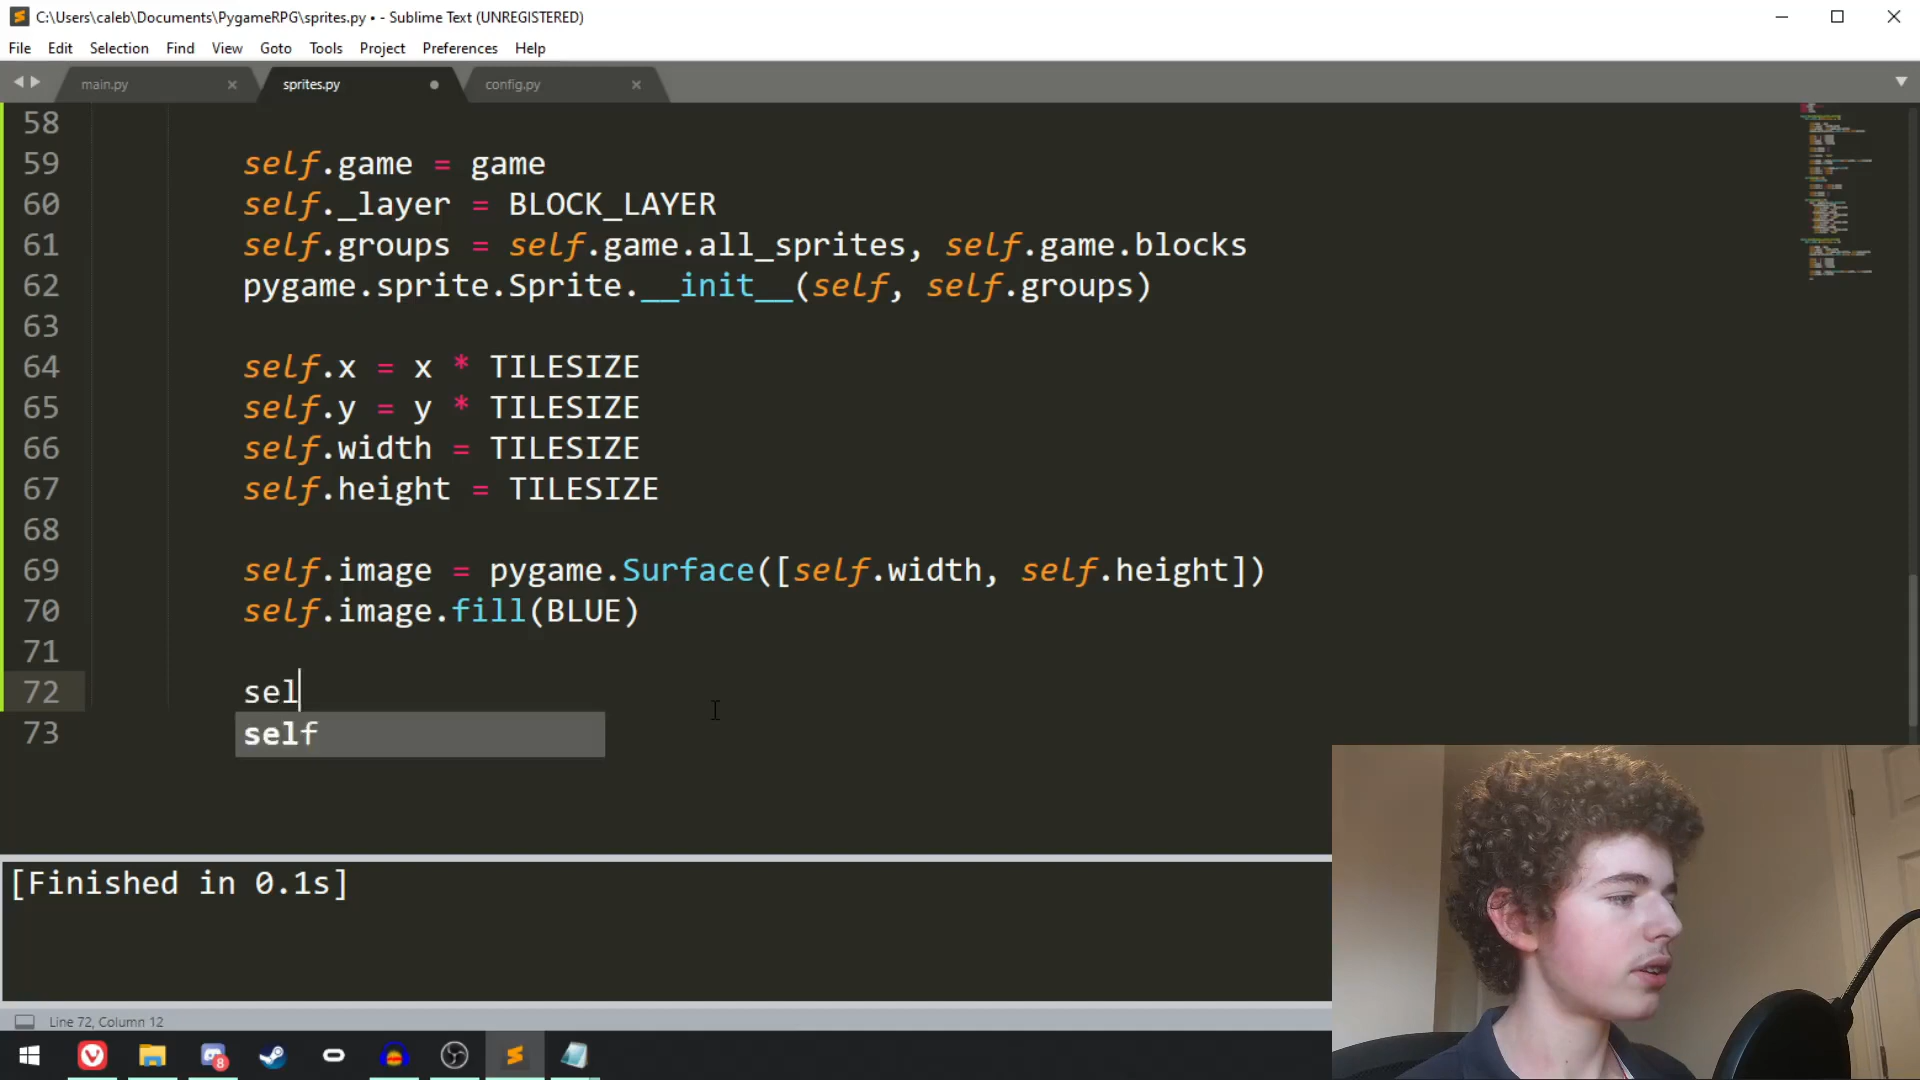 C:\Users\caleb\Documents\PygameRPG\sprites.py • - Sublime Text (UNREGISTERED)
File Edit Selection Find View Goto Tools Project Preferences Help
main.py sprites.py config.py
58
59 self.game = game
60 self._layer = BLOCK_LAYER
61 self.groups = self.game.all_sprites, self.game.blocks
62 pygame.sprite.Sprite.__init__(self, self.groups)
63
64 self.x = x * TILESIZE
65 self.y = y * TILESIZE
66 self.width = TILESIZE
67 self.height = TILESIZE
68
69 self.image = pygame.Surface([self.width, self.height])
70 self.image.fill(BLUE)
71
72 sel
73 self
[Finished in 0.1s]
Line 72, Column 12
8